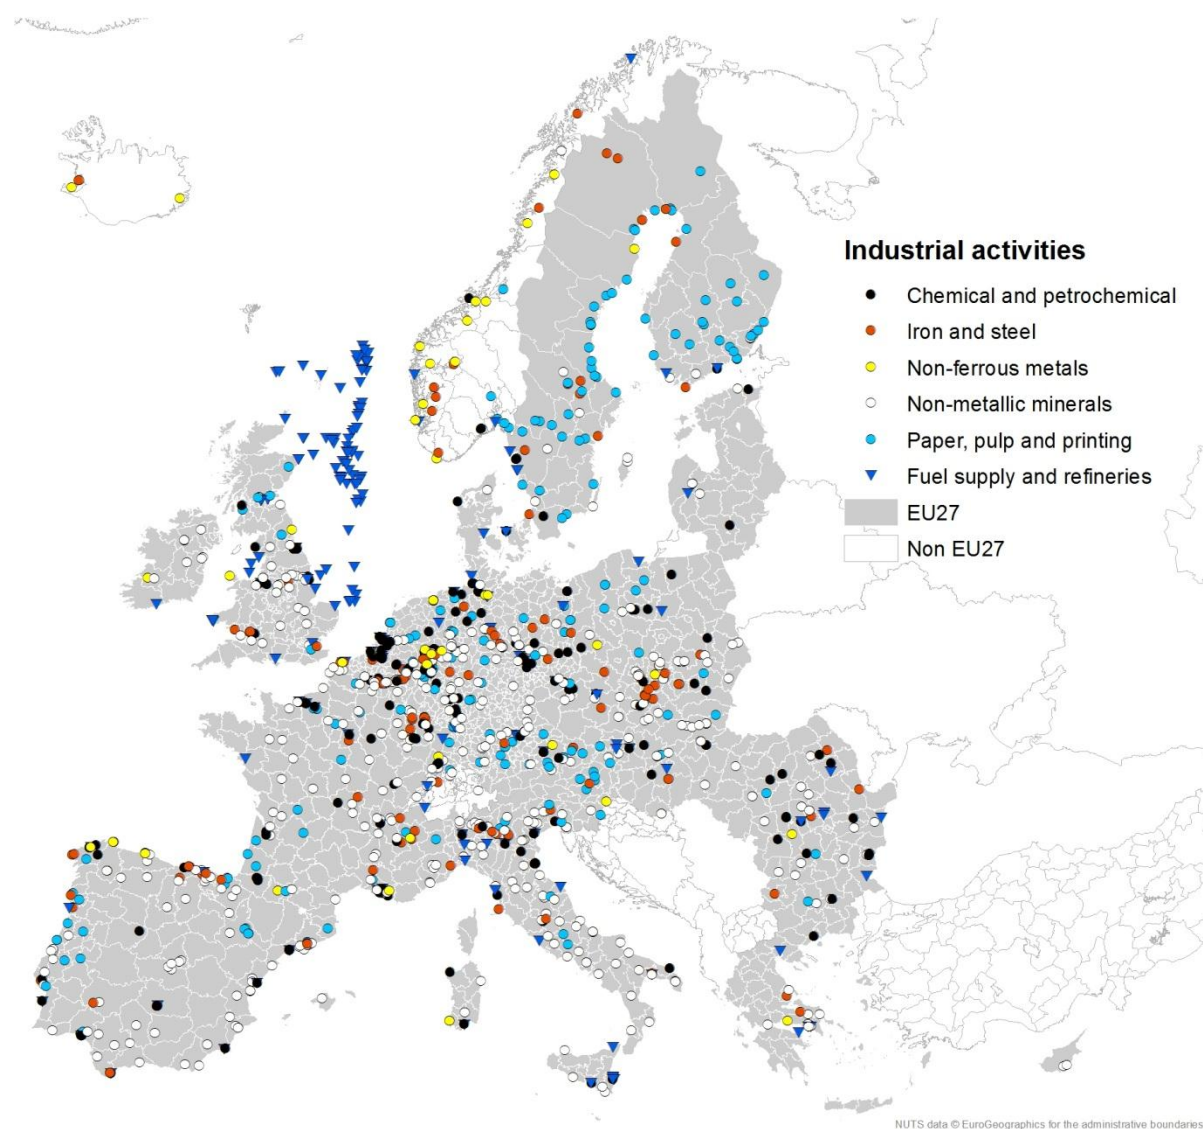 Industrial activities
Chemical and petrochemical
Iron and steel
Non-ferrous metals
Non-metallic minerals
Paper, pulp and printing
Fuel supply and refineries
EU27
Non EU27
NUTS data © EuroGeographics for the administrative boundaries